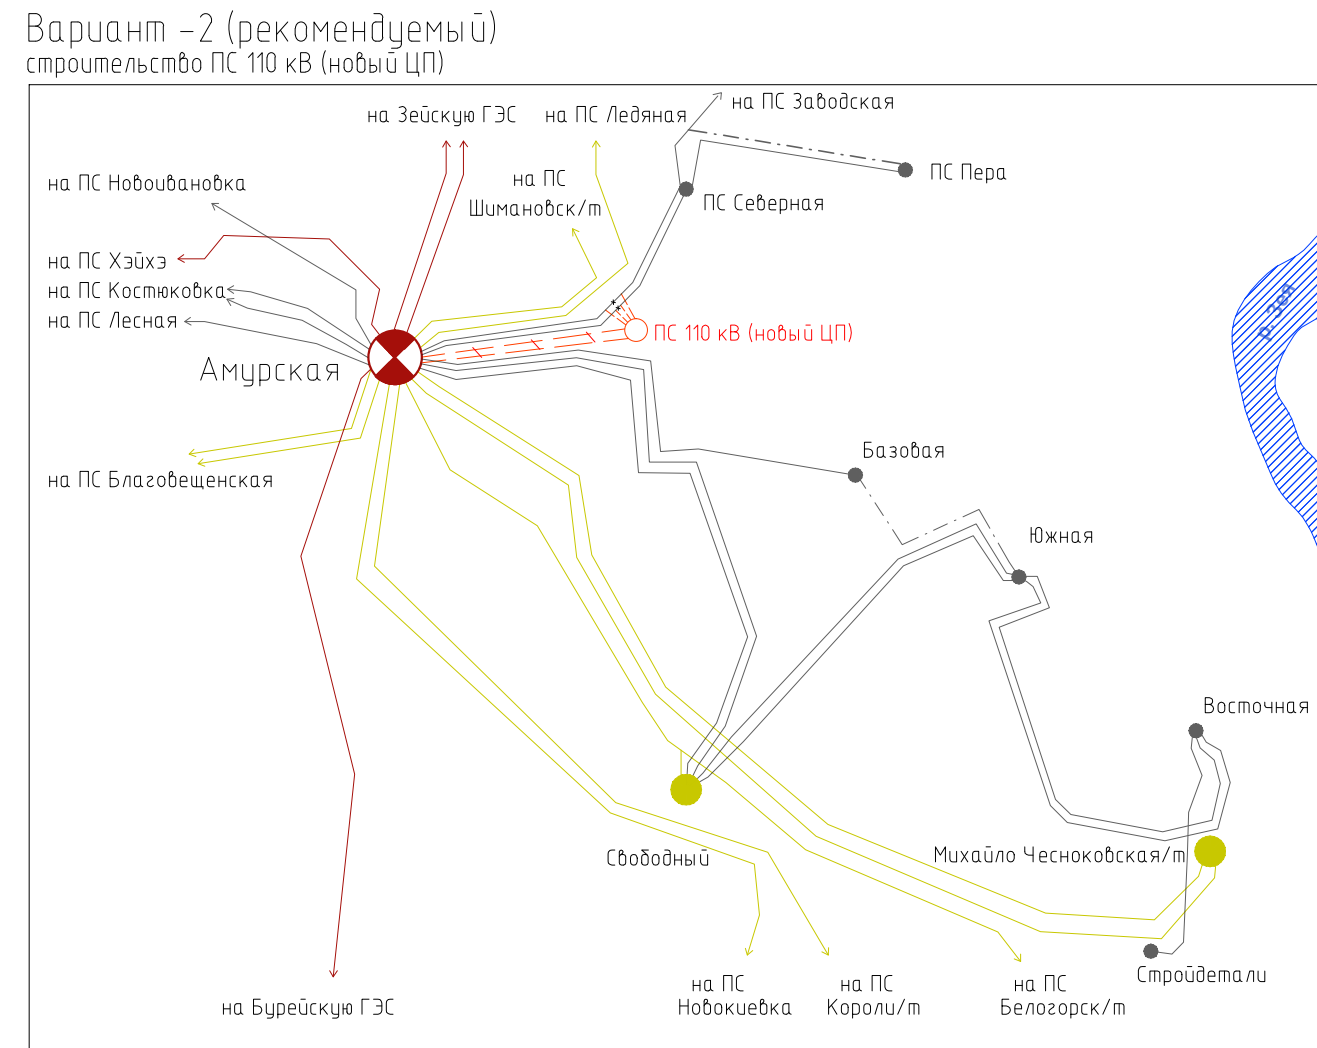 Вариант -2 (рекомендуемый)
строительство ПС 110 кВ (новый ЦП)
на ПС Заводская
на Зейскую ГЭС
на ПС Ледяная
ПС Пера
на ПС
Шимановск/т
на ПС Новоивановка
ПС Северная
на ПС Хэйхэ
на ПС Костюковка
на ПС Лесная
р. Зея
ПС 110 кВ (новый ЦП)
Амурская
Базовая
на ПС Благовещенская
Южная
Восточная
Свободный
Михайло Чесноковская/т
Стройдетали
на ПС
Новокиевка
на ПС
Короли/т
на ПС
Белогорск/т
на Бурейскую ГЭС